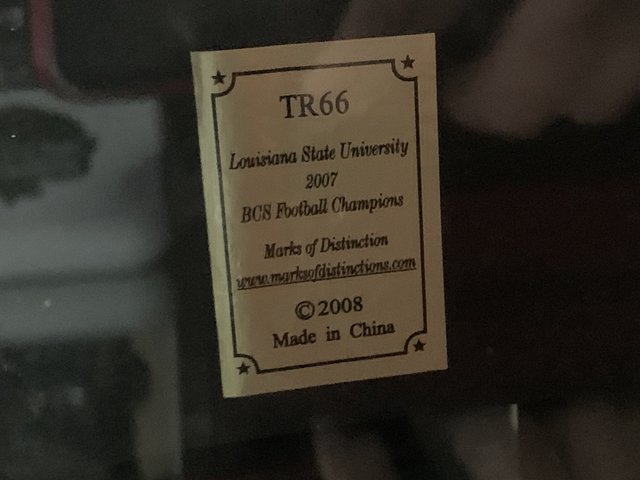 TR66
Louisiana State University
2007
BCS Football Champions
Marks of Distinction
www.marksofdistinctions.com
©2008
Made in China